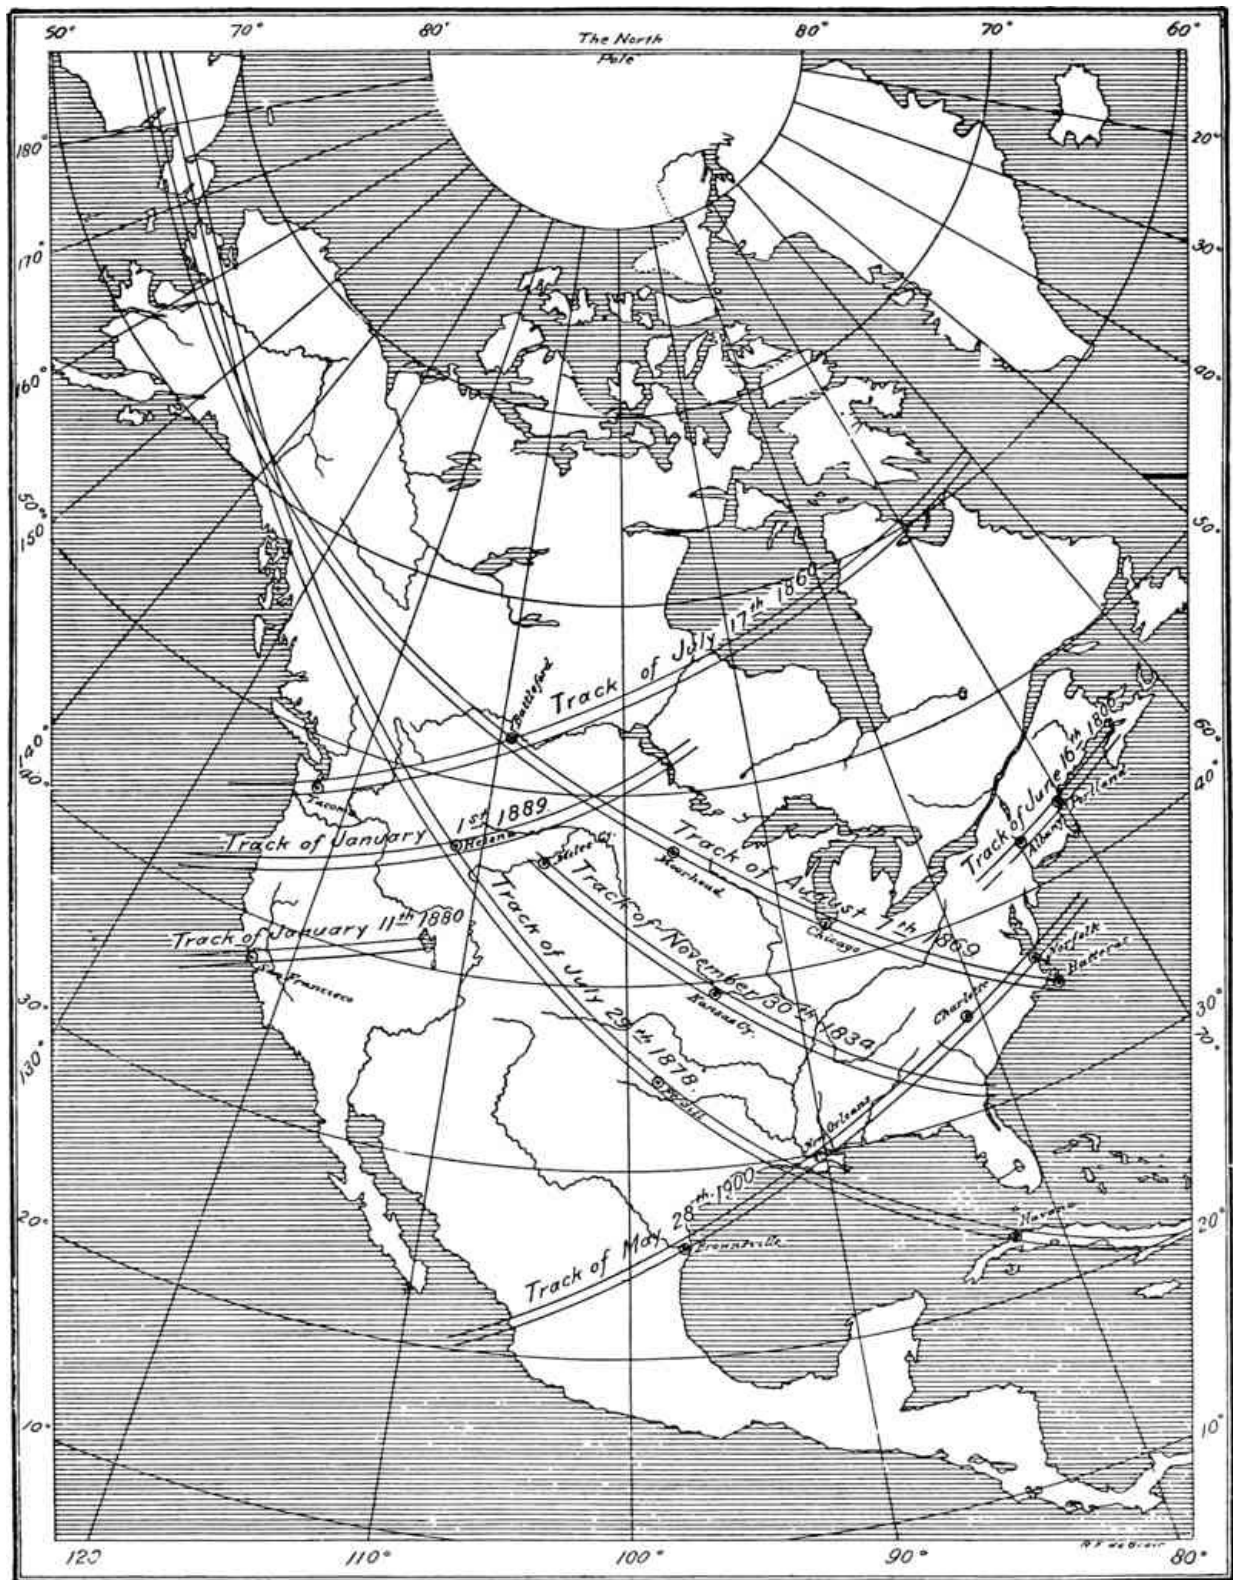 50° 70° 80° The North Pole 80° 70° 60°
180°
20°
170°
30°
160°
40°
50°
150°
50°
Track of July 17th 1860
Battleford
60°
140°
40°
40°
Tacoma
Track of January 1st 1889
Helena
Miles Cy.
Track of June 16th 1806
Portland
Albany
Moorhead
Track of August 7th 1869
Chicago
Track of January 11th 1880
San Francisco
Norfolk
Hatteras
Charlotte
Track of November 30th 1834
Kansas Cy.
30°
30°
130°
70°
Track of July 29th 1878.
Ft. Sill
New Orleans
Track of May 28th 1900
Brownsville
Havana
20°
20°
10°
10°
120 110° 100° 90° 80°